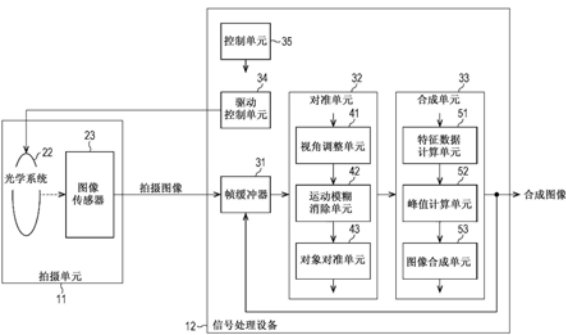 控制单元
35
34
驱动
控制单元
32
对准单元
33
合成单元
41
视角调整单元
51
特征数据
计算单元
23
22
光学系统
图像
传感器
拍摄图像
31
帧缓冲器
42
运动模糊
消除单元
52
峰值计算单元
合成图像
43
对象对准单元
53
图像合成单元
拍摄单元
11
12
信号处理设备